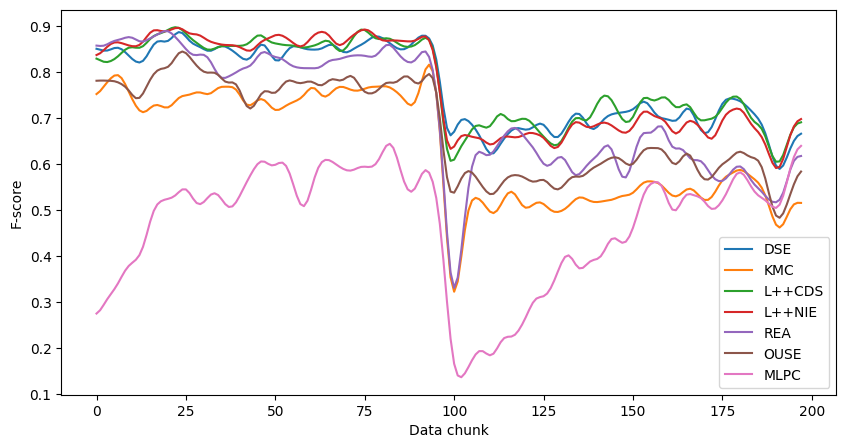 F-score
0.9
0.8
0.7
0.6
0.5
0.4
0.3
0.2
0.1
0
25
50
75
100
125
150
175
200
Data chunk
DSE
KMC
L++CDS
L++NIE
REA
OUSE
MLPC